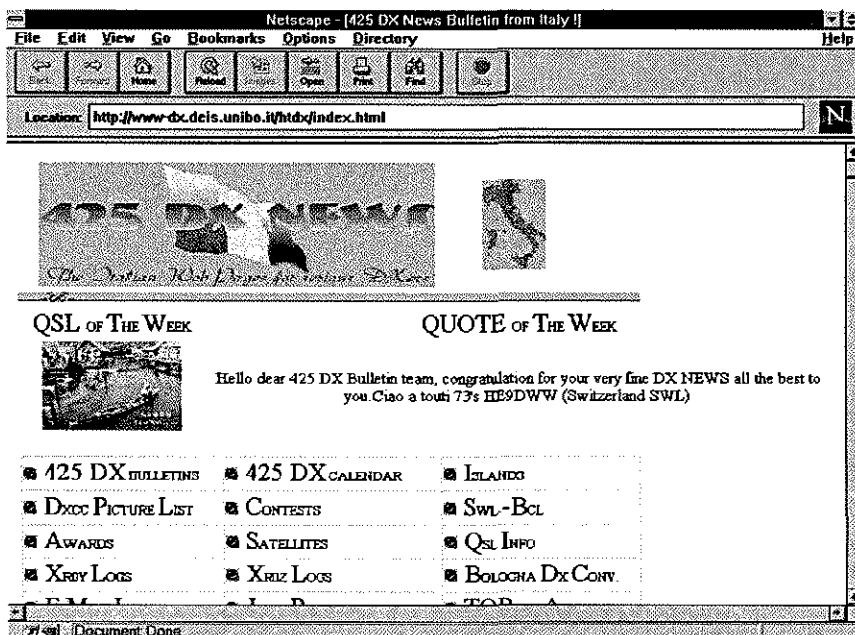 Netscape - [425 DX News Bulletin from Italy !]
File Edit View Go Bookmarks Options Directory Help
Back Forward Home Reload Images Open Print Find Stop
Location: http://www-dx.deis.unibo.it/htdx/index.html
N
425 DX NEWS
The Italian Web Pages for DXers
QSL OF THE WEEK QUOTE OF THE WEEK
Hello dear 425 DX Bulletin team, congratulation for your very fine DX NEWS all the best to
you.Ciao a touti 73's HE9DWW (Switzerland SWL)
425 DX BULLETINS 425 DX CALENDAR ISLANDS
DXCC PICTURE LIST CONTESTS SWL-BCL
AWARDS SATELLITES QSL INFO
XR0Y LOGS XR0Z LOGS BOLOGNA DX CONV.
Document Done